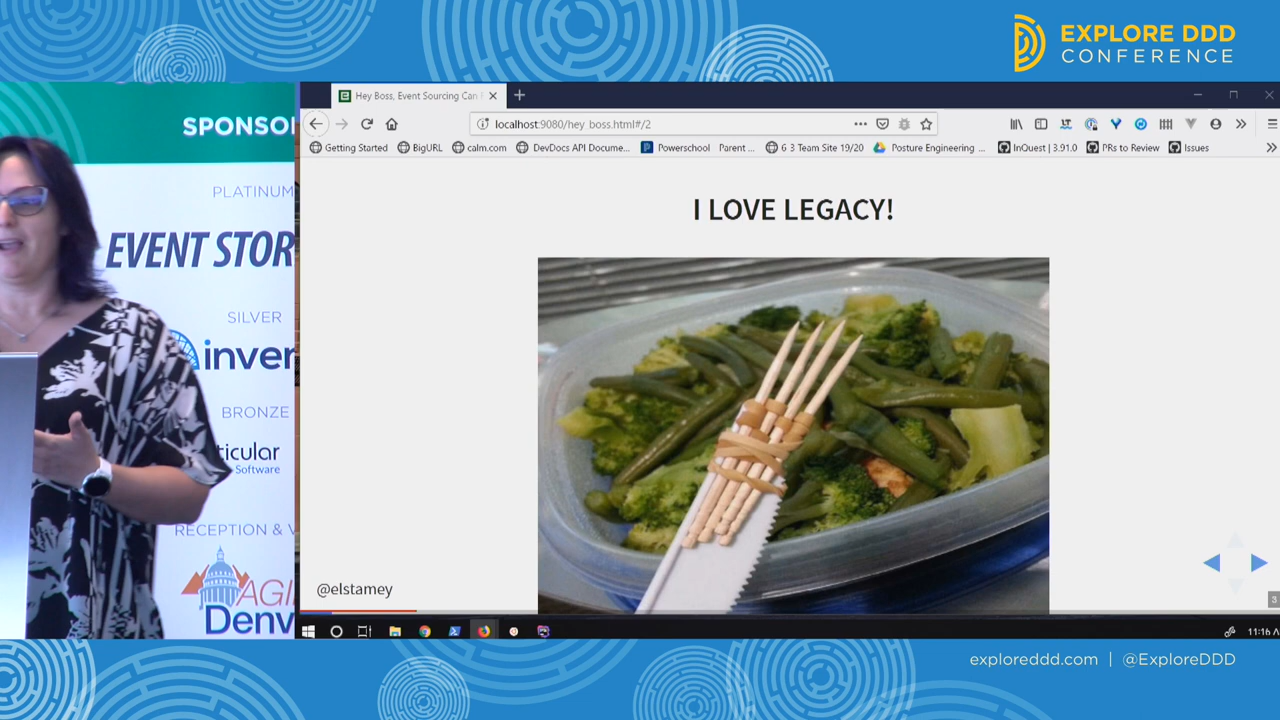 EXPLORE DDD
CONFERENCE
SPONSO
PLATINUM
EVENT STOR
SILVER
inver
BRONZE
ticular
Software
RECEPTION & V
AGI
Denv
Hey Boss, Event Sourcing Can
localhost:9080/hey_boss.html#/2
Getting Started
BigURL
calm.com
DevDocs API Docume...
Powerschool
Parent ...
6 3 Team Site 19/20
Posture Engineering ...
InQuest | 3.91.0
PRs to Review
Issues
I LOVE LEGACY!
@elstamey
3
11:16 A
exploreddd.com | @ExploreDDD